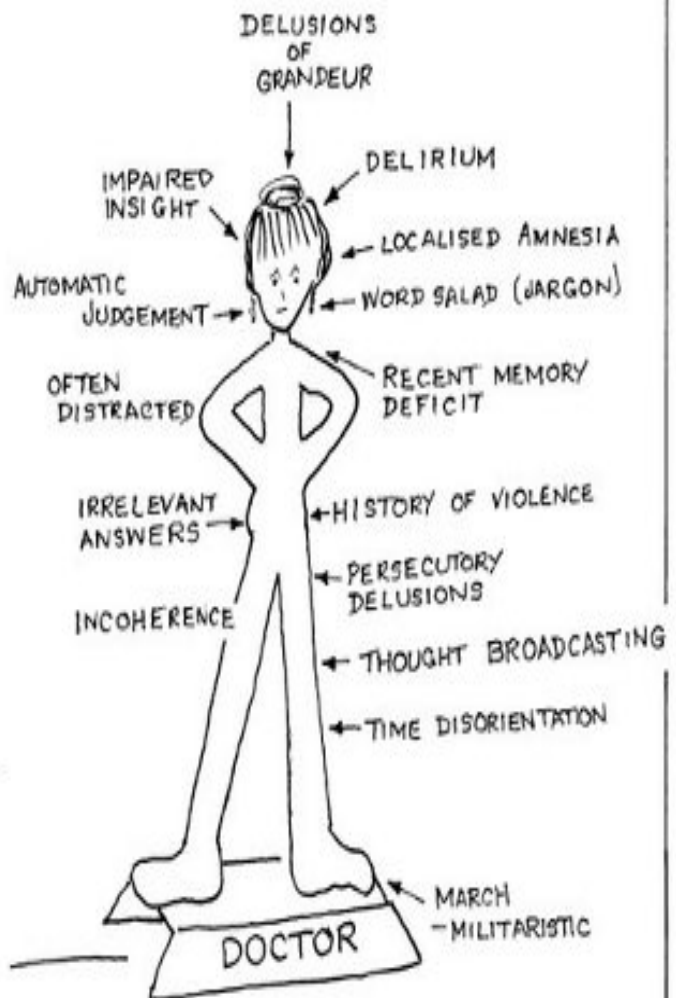 DELUSIONS
OF
GRANDEUR
DELIRIUM
IMPAIRED
INSIGHT
LOCALISED AMNESIA
AUTOMATIC
JUDGEMENT
WORD SALAD (JARGON)
OFTEN
DISTRACTED
RECENT MEMORY
DEFICIT
IRRELEVANT
ANSWERS
HISTORY OF VIOLENCE
PERSECUTORY
DELUSIONS
INCOHERENCE
THOUGHT BROADCASTING
TIME DISORIENTATION
MARCH
-MILITARISTIC
DOCTOR